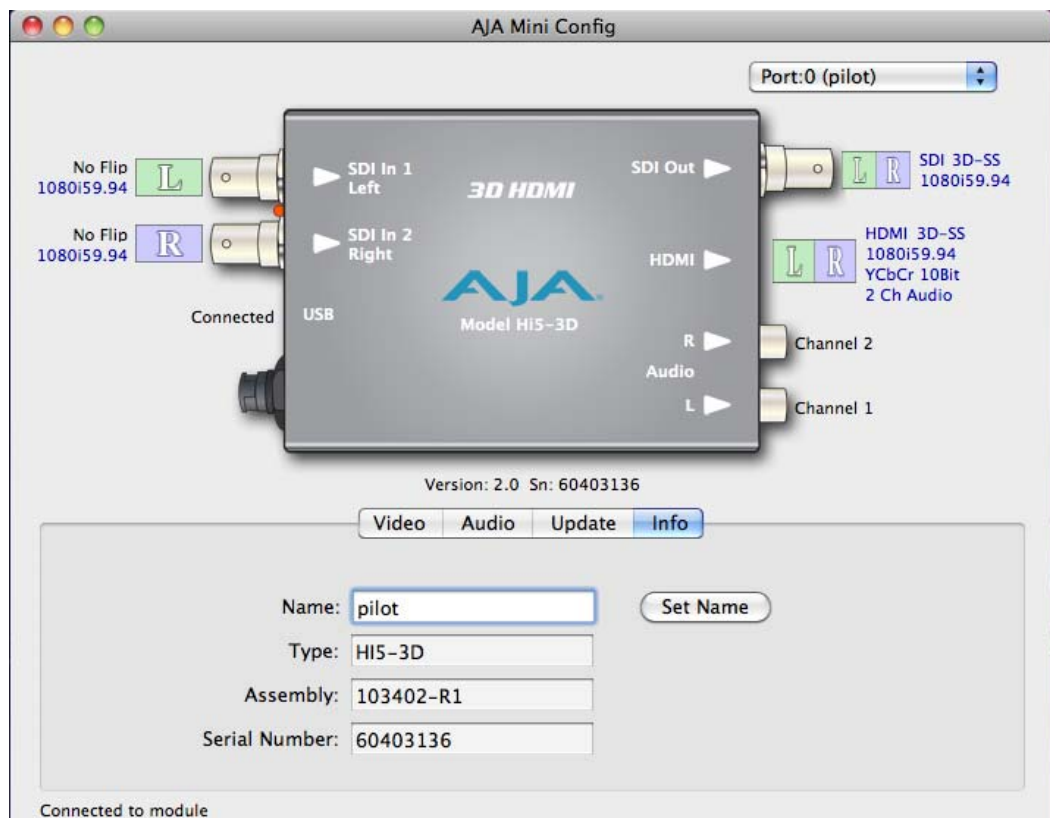 AJA Mini Config
Port:0 (pilot)
No Flip
1080i59.94
L
SDI In 1
Left
3D HDMI
SDI Out
L R
SDI 3D-SS
1080i59.94
No Flip
1080i59.94
R
SDI In 2
Right
HDMI
L R
HDMI 3D-SS
1080i59.94
YCbCr 10Bit
2 Ch Audio
AJA
Connected
USB
Model Hi5-3D
R
Channel 2
Audio
L
Channel 1
Version: 2.0 Sn: 60403136
Video Audio Update Info
Name: pilot Set Name
Type: HI5-3D
Assembly: 103402-R1
Serial Number: 60403136
Connected to module